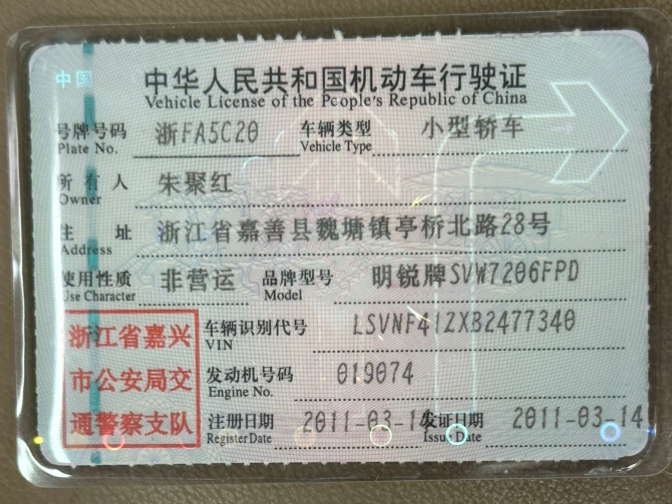 中国
中华人民共和国机动车行驶证
Vehicle License of the People's Republic of China
号牌号码 浙FA5C20 车辆类型 小型轿车
Plate No. Vehicle Type
所有人 朱聚红
Owner
住址 浙江省嘉善县魏塘镇亭桥北路28号
Address
使用性质 非营运 品牌型号 明锐牌SVW7206FPD
Use Character Model
浙江省嘉兴 车辆识别代号 LSVNF41ZXB2477340
VIN
市公安局交 发动机号码 019074
Engine No.
通警察支队 注册日期 2011-03-14 发证日期 2011-03-14
Register Date Issue Date